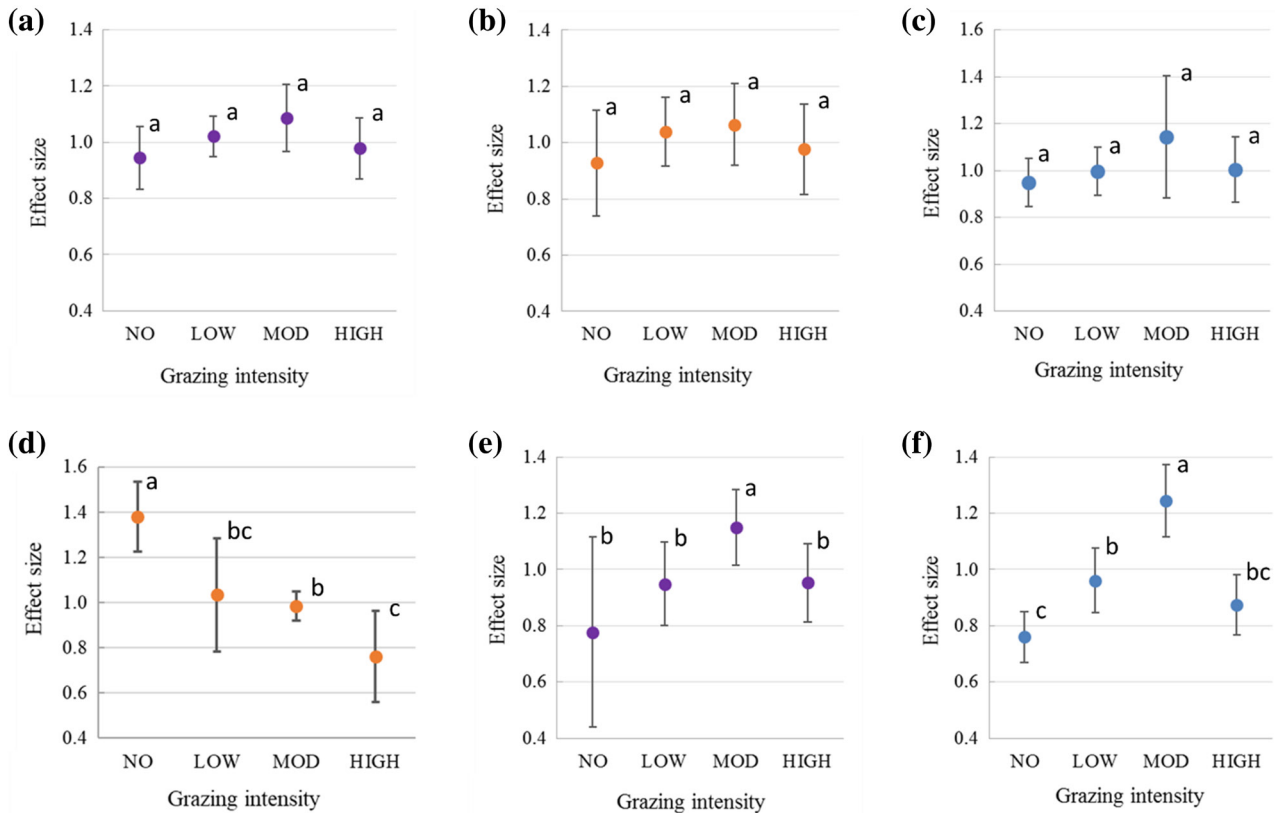 (a)
1.4
1.2
1.0
0.8
0.6
0.4
Effect size
a
a
a
a
NO LOW MOD HIGH
Grazing intensity
(b)
1.4
1.2
1.0
0.8
0.6
0.4
Effect size
a
a
a
a
NO LOW MOD HIGH
Grazing intensity
(c)
1.6
1.4
1.2
1.0
0.8
0.6
0.4
Effect size
a
a
a
a
NO LOW MOD HIGH
Grazing intensity
(d)
1.6
1.4
1.2
1.0
0.8
0.6
0.4
Effect size
a
bc
b
c
NO LOW MOD HIGH
Grazing intensity
(e)
1.4
1.2
1.0
0.8
0.6
0.4
Effect size
b
b
a
b
NO LOW MOD HIGH
Grazing intensity
(f)
1.4
1.2
1.0
0.8
0.6
0.4
Effect size
c
b
a
bc
NO LOW MOD HIGH
Grazing intensity